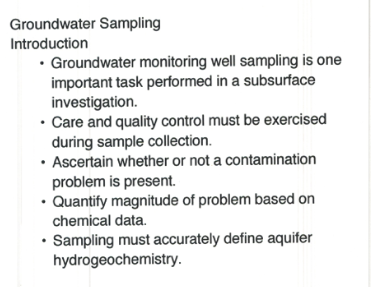 Groundwater Sampling
Introduction
• Groundwater monitoring well sampling is one
important task performed in a subsurface
investigation.
• Care and quality control must be exercised
during sample collection.
• Ascertain whether or not a contamination
problem is present.
• Quantify magnitude of problem based on
chemical data.
• Sampling must accurately define aquifer
hydrogeochemistry.